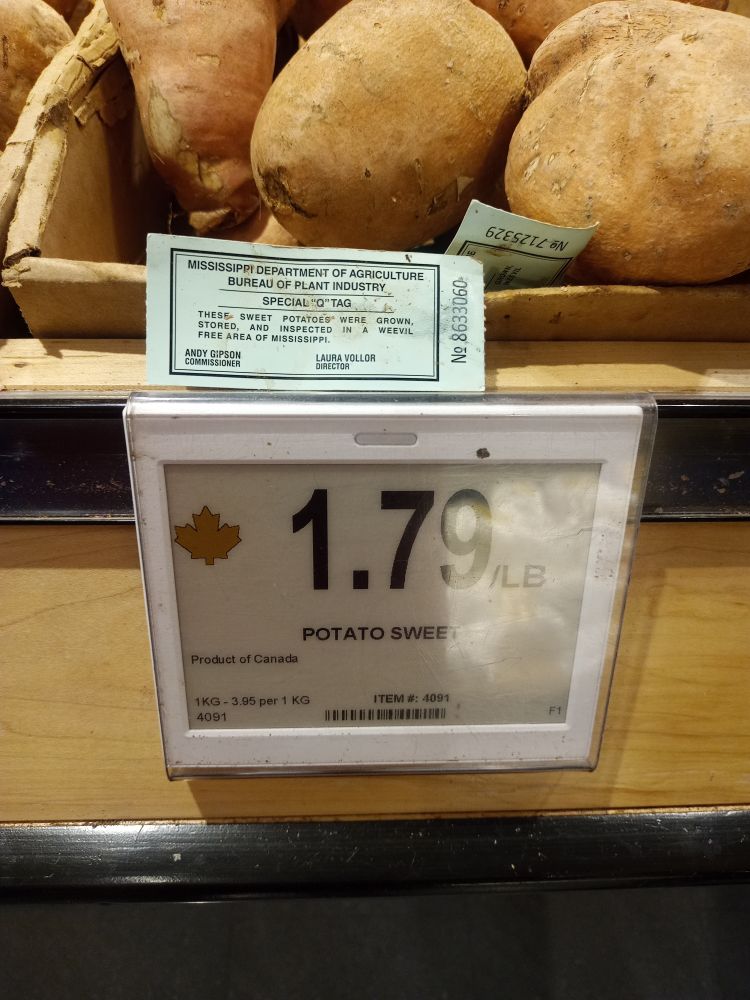 MISSISSIPPI DEPARTMENT OF AGRICULTURE
BUREAU OF PLANT INDUSTRY
SPECIAL "Q" TAG
THESE SWEET POTATOES WERE GROWN,
STORED, AND INSPECTED IN A WEEVIL
FREE AREA OF MISSISSIPPI.
ANDY GIPSON LAURA VOLLOR
COMMISSIONER DIRECTOR
№ 8633060
№ 7125329
1.79/LB
POTATO SWEET
Product of Canada
1KG - 3.95 per 1 KG ITEM #: 4091
4091 F1